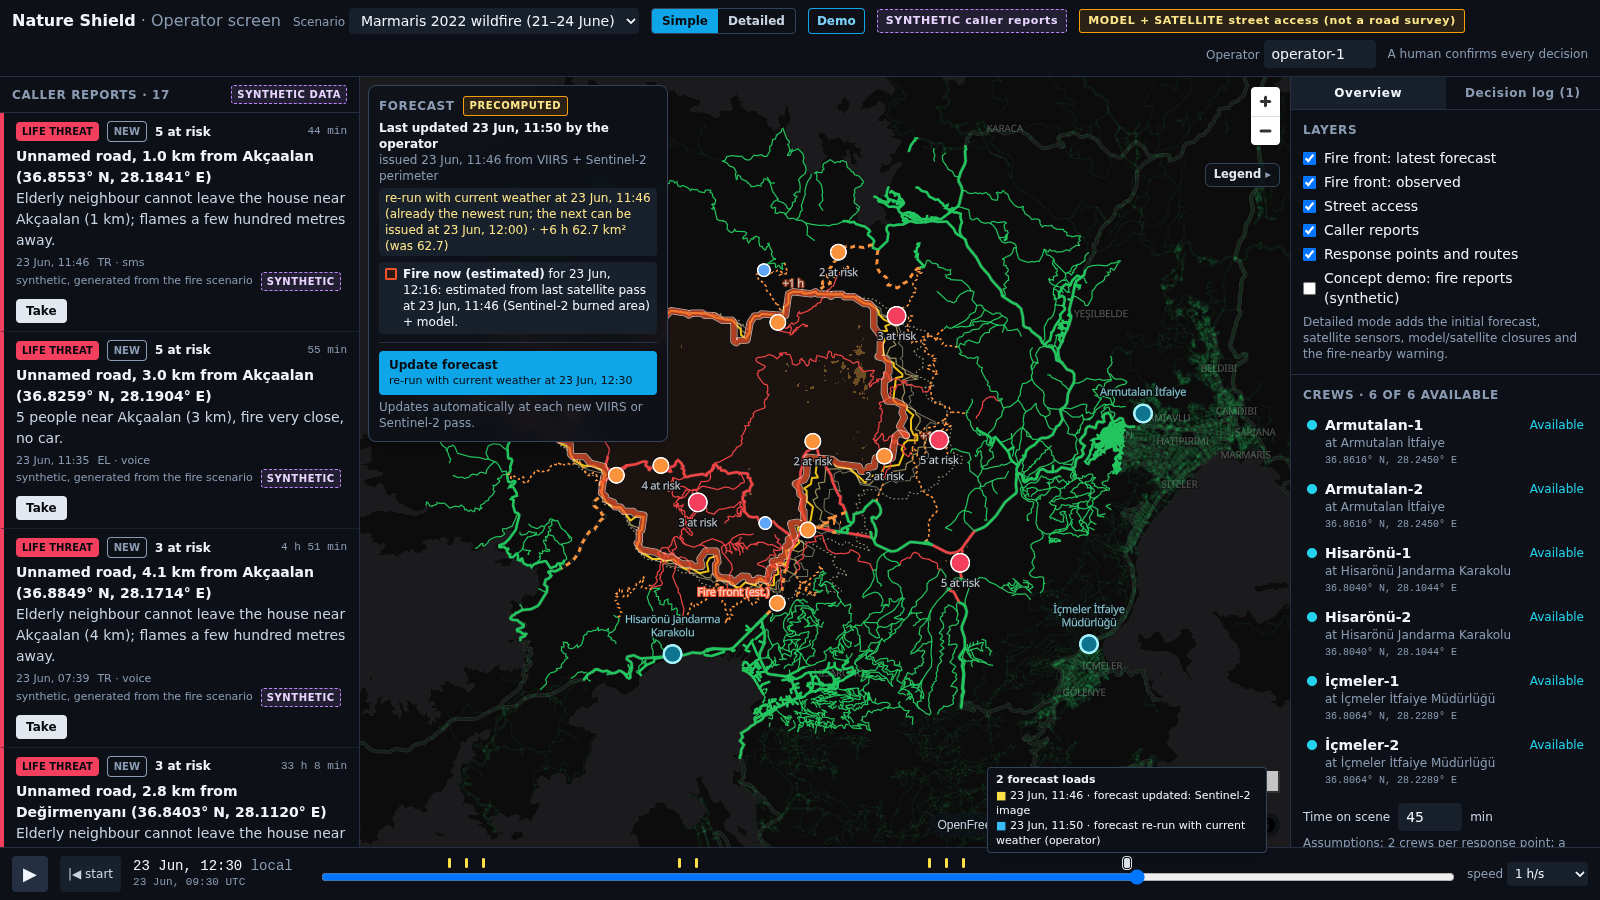 Nature Shield · Operator screen
Scenario
Marmaris 2022 wildfire (21–24 June)
Simple
Detailed
Demo
SYNTHETIC caller reports
MODEL + SATELLITE street access (not a road survey)
Operator
operator-1
A human confirms every decision
CALLER REPORTS · 17
SYNTHETIC DATA
LIFE THREAT
NEW
5 at risk
44 min
Unnamed road, 1.0 km from Akçaalan
(36.8553° N, 28.1841° E)
Elderly neighbour cannot leave the house near
Akçaalan (1 km); flames a few hundred metres
away.
23 Jun, 11:46 TR · sms
synthetic, generated from the fire scenario
SYNTHETIC
Take
LIFE THREAT
NEW
5 at risk
55 min
Unnamed road, 3.0 km from Akçaalan
(36.8259° N, 28.1904° E)
5 people near Akçaalan (3 km), fire very close,
no car.
23 Jun, 11:35 EL · voice
synthetic, generated from the fire scenario
SYNTHETIC
Take
LIFE THREAT
NEW
3 at risk
4 h 51 min
Unnamed road, 4.1 km from Akçaalan
(36.8849° N, 28.1714° E)
Elderly neighbour cannot leave the house near
Akçaalan (4 km); flames a few hundred metres
away.
23 Jun, 07:39 TR · voice
synthetic, generated from the fire scenario
SYNTHETIC
Take
LIFE THREAT
NEW
3 at risk
33 h 8 min
Unnamed road, 2.8 km from
Değirmenyanı (36.8403° N, 28.1120° E)
Elderly neighbour cannot leave the house near
FORECAST
PRECOMPUTED
Last updated 23 Jun, 11:50 by the
operator
issued 23 Jun, 11:46 from VIIRS + Sentinel-2
perimeter
re-run with current weather at 23 Jun, 11:46
(already the newest run; the next can be
issued at 23 Jun, 12:00) · +6 h 62.7 km²
(was 62.7)
Fire now (estimated) for 23 Jun,
12:16: estimated from last satellite pass
at 23 Jun, 11:46 (Sentinel-2 burned area)
+ model.
Update forecast
re-run with current weather at 23 Jun, 12:30
Updates automatically at each new VIIRS or
Sentinel-2 pass.
KARACA
+
−
Legend ▸
2 at risk
+1 h
3 at risk
YEŞILBELDE
BELDIBI
Armutalan İtfaiye
ÇAMDIBI
SARIANA
HATIPIRIMI
MARMARIS
SITELER
2 at risk
5 at risk
2 at risk
4 at risk
3 at risk
5 at risk
Fire front (est.)
Hisarönü Jandarma
Karakolu
İçmeler İtfaiye
Müdürlüğü
IÇMELER
GÖLENYE
OpenFree
2 forecast loads
23 Jun, 11:46 · forecast updated: Sentinel-2
image
23 Jun, 11:50 · forecast re-run with current
weather (operator)
Overview
Decision log (1)
LAYERS
Fire front: latest forecast
Fire front: observed
Street access
Caller reports
Response points and routes
Concept demo: fire reports
(synthetic)
Detailed mode adds the initial forecast,
satellite sensors, model/satellite closures and
the fire-nearby warning.
CREWS · 6 OF 6 AVAILABLE
Armutalan-1
Available
at Armutalan İtfaiye
36.8616° N, 28.2450° E
Armutalan-2
Available
at Armutalan İtfaiye
36.8616° N, 28.2450° E
Hisarönü-1
Available
at Hisarönü Jandarma Karakolu
36.8040° N, 28.1044° E
Hisarönü-2
Available
at Hisarönü Jandarma Karakolu
36.8040° N, 28.1044° E
İçmeler-1
Available
at İçmeler İtfaiye Müdürlüğü
36.8064° N, 28.2289° E
İçmeler-2
Available
at İçmeler İtfaiye Müdürlüğü
36.8064° N, 28.2289° E
Time on scene
45
min
Assumptions: 2 crews per response point; a
▶
|◀ start
23 Jun, 12:30 local
23 Jun, 09:30 UTC
speed
1 h/s